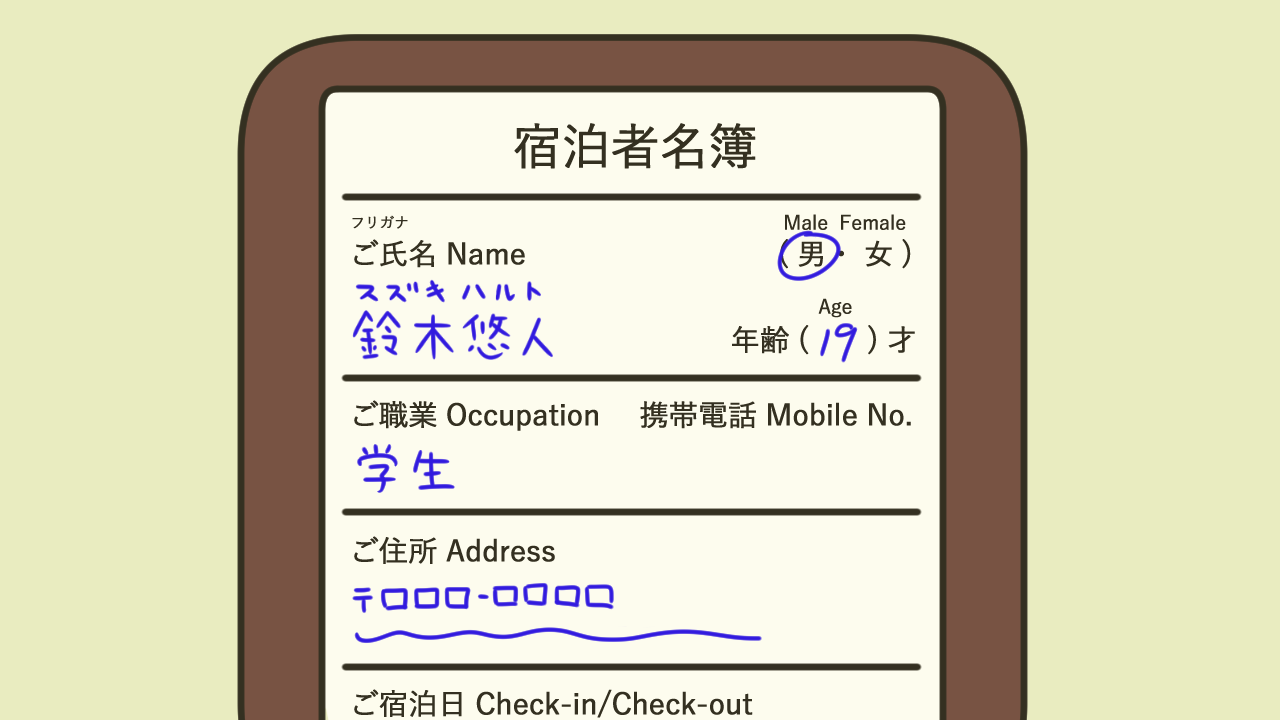 宿泊者名簿
フリガナ
Male Female
ご氏名 Name
(男・女)
スズキ ハルト
鈴木悠人
Age
年齢(19)才
ご職業 Occupation 携帯電話 Mobile No.
学生
ご住所 Address
〒□□□-□□□□
ご宿泊日 Check-in/Check-out